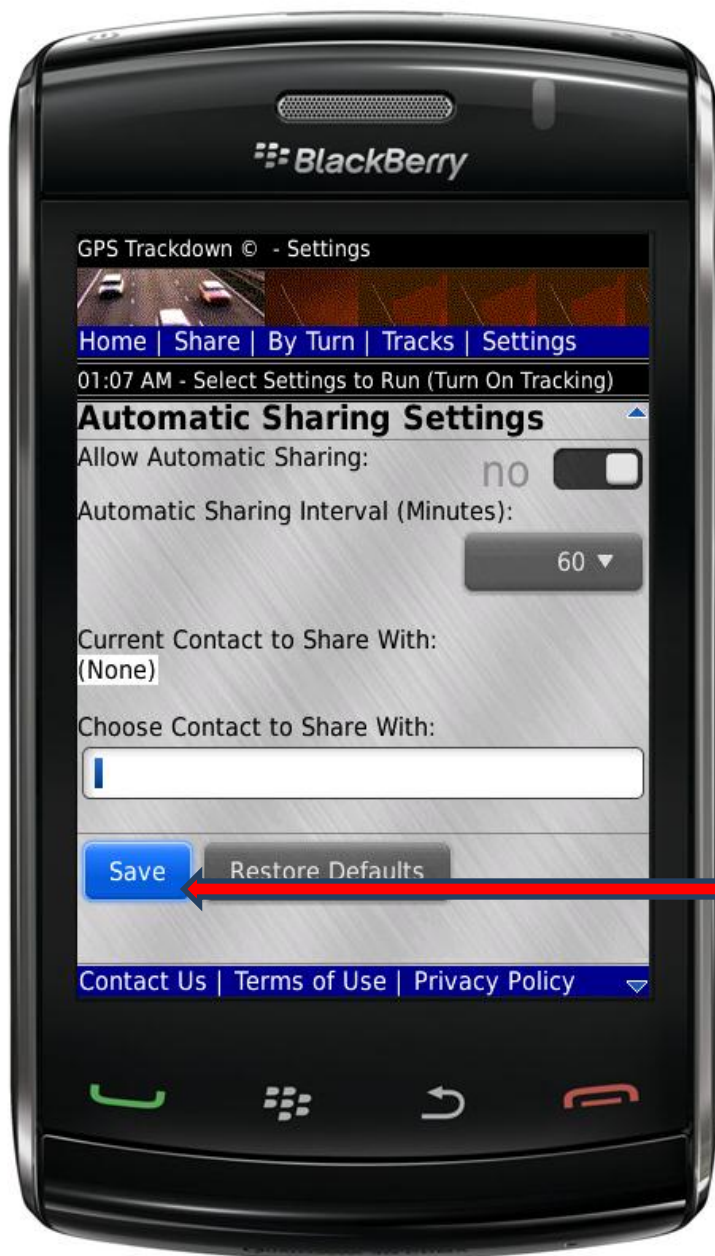 BlackBerry
GPS Trackdown © - Settings
Home | Share | By Turn | Tracks | Settings
01:07 AM - Select Settings to Run (Turn On Tracking)
Automatic Sharing Settings
Allow Automatic Sharing: no
Automatic Sharing Interval (Minutes):
60
Current Contact to Share With:
(None)
Choose Contact to Share With:
Save Restore Defaults
Contact Us | Terms of Use | Privacy Policy